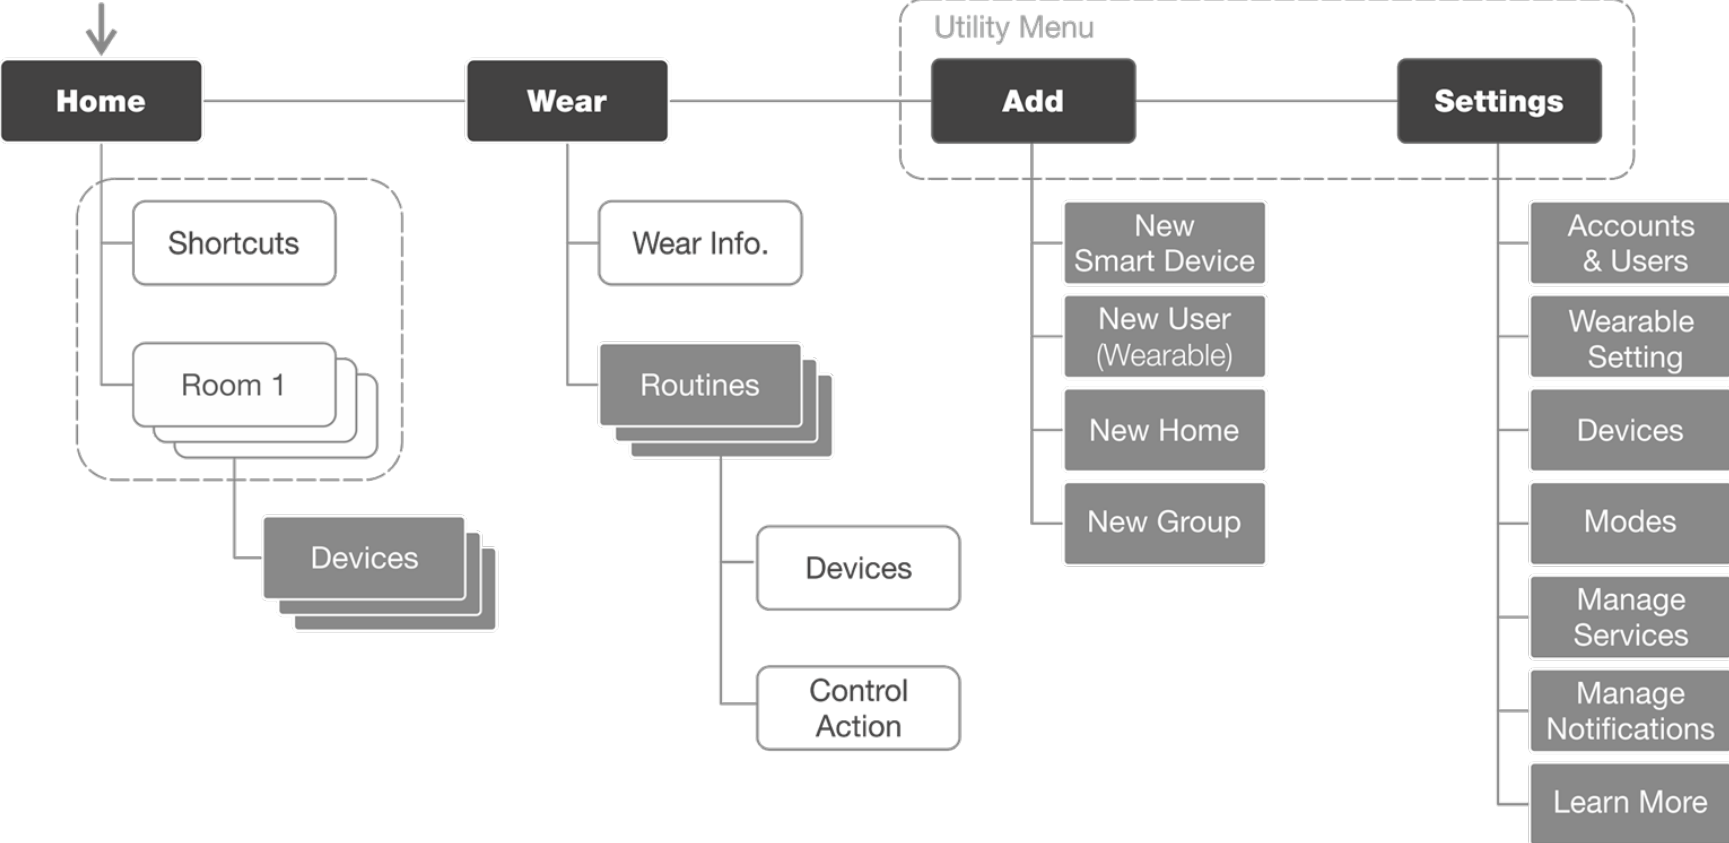 Utility Menu
Home
Wear
Add
Settings
Shortcuts
Room 1
Devices
Wear Info.
Routines
Devices
Control
Action
New
Smart Device
New User
(Wearable)
New Home
New Group
Accounts
& Users
Wearable
Setting
Devices
Modes
Manage
Services
Manage
Notifications
Learn More